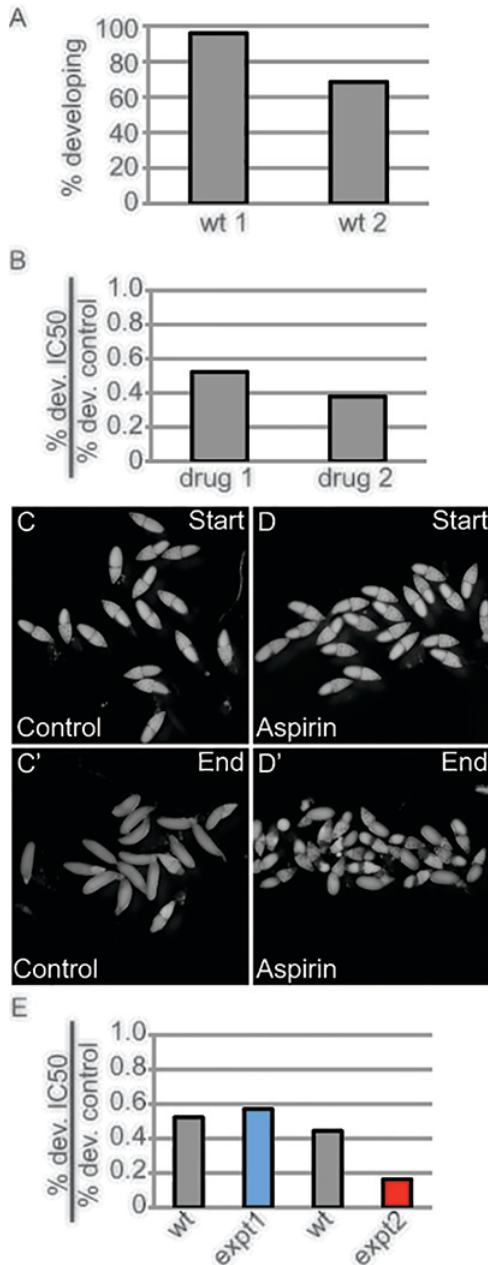 A
% developing
100
80
60
40
20
0
wt 1
wt 2
B
% dev. IC50
% dev. control
1.0
0.8
0.6
0.4
0.2
0
drug 1
drug 2
C
Start
Control
D
Start
Aspirin
C'
End
Control
D'
End
Aspirin
E
% dev. IC50
% dev. control
1.0
0.8
0.6
0.4
0.2
0
wt
expt1
wt
expt2